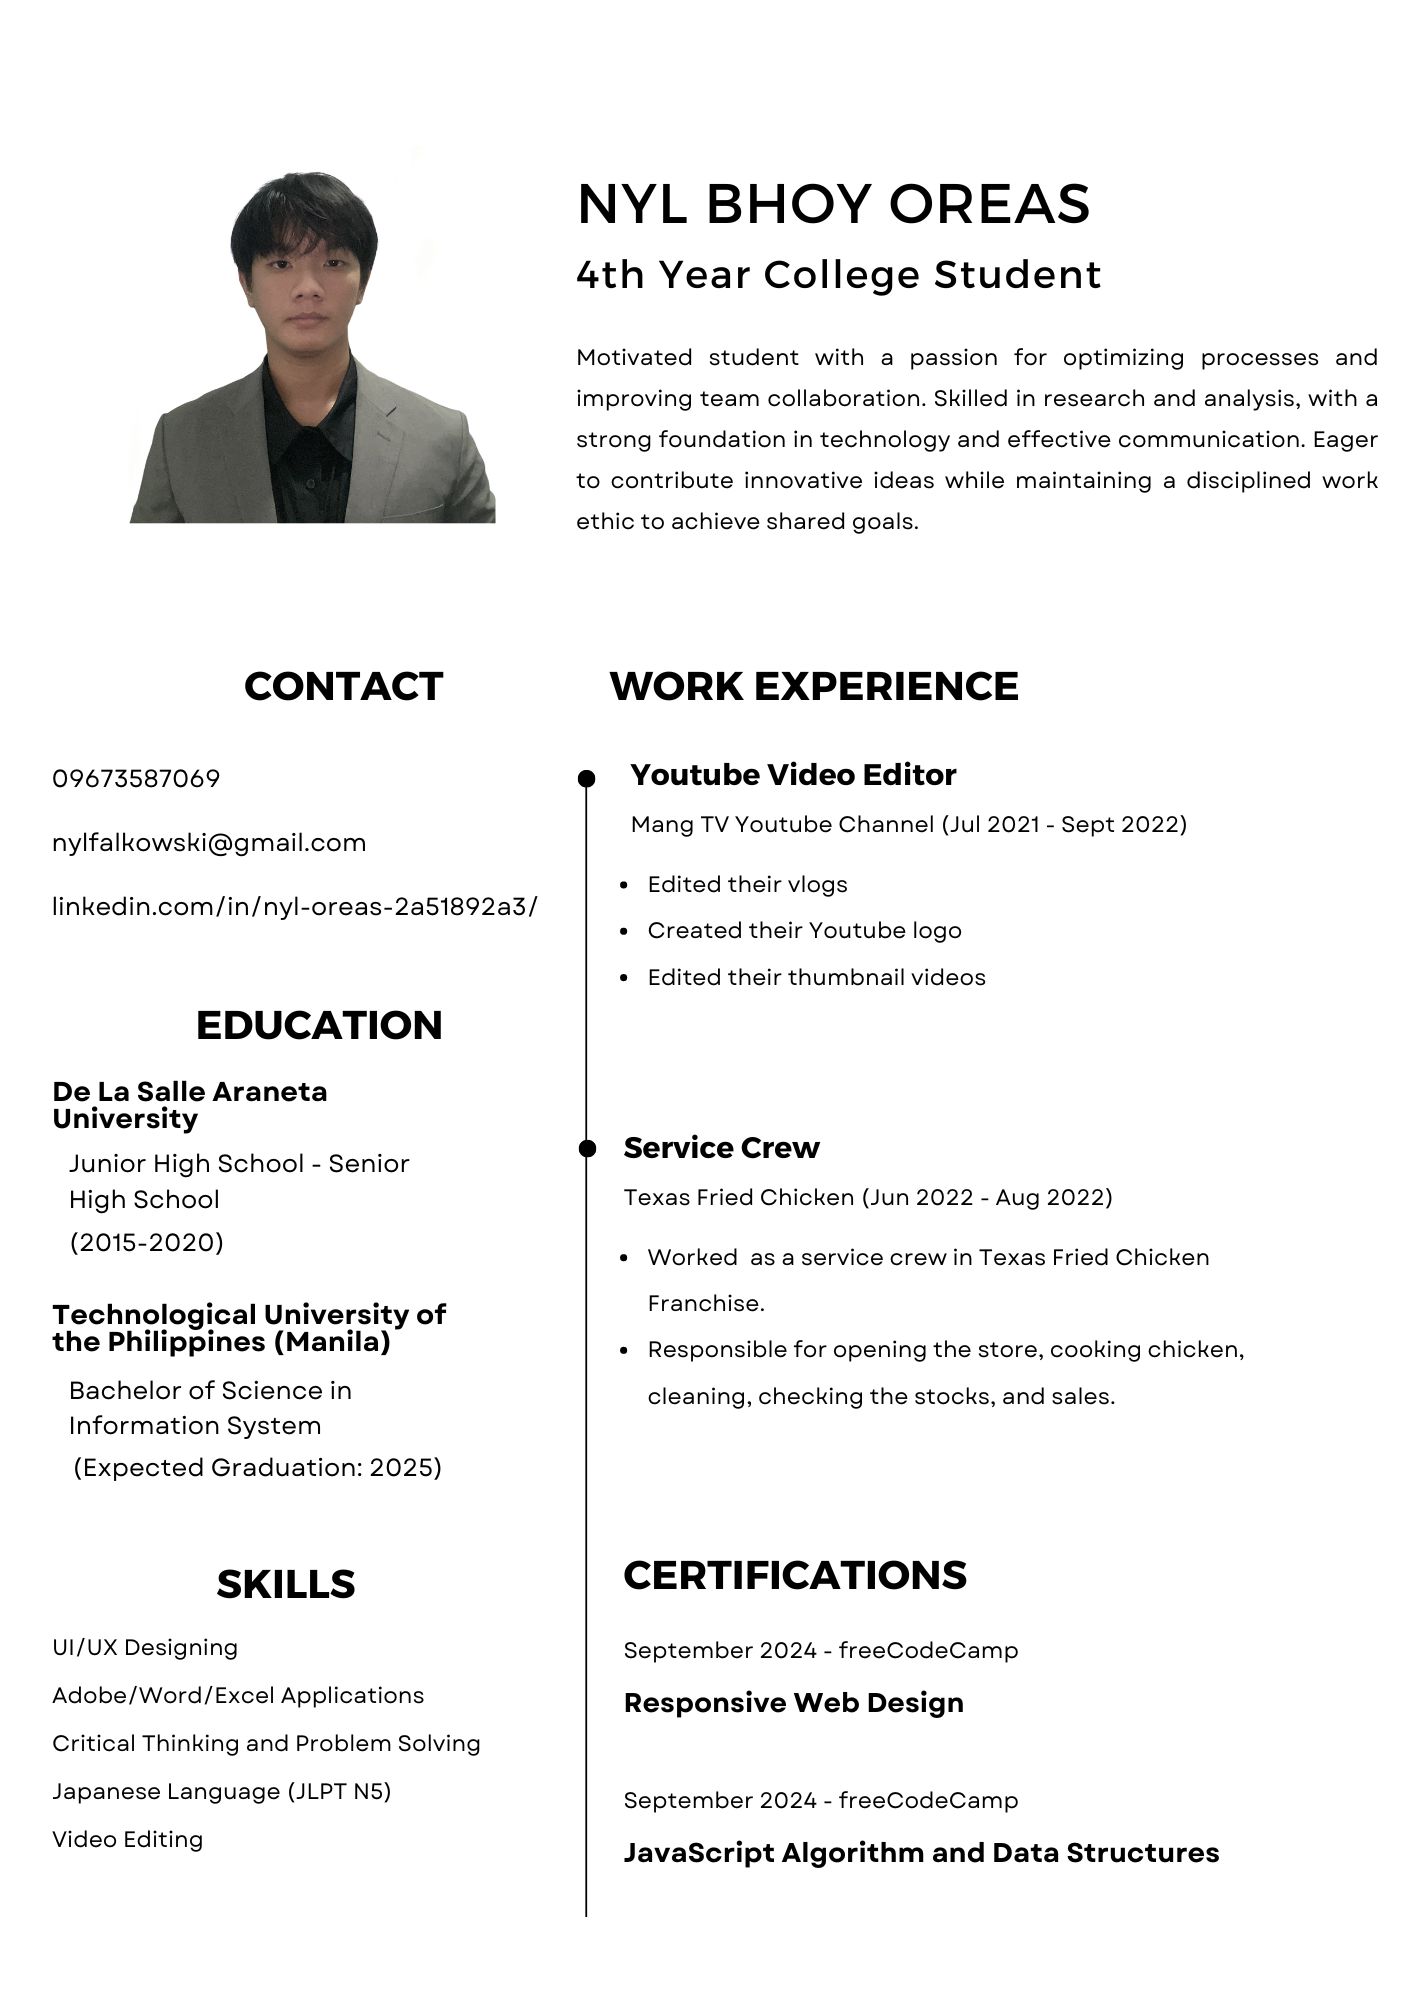 NYL BHOY OREAS
4th Year College Student
Motivated student with a passion for optimizing processes and
improving team collaboration. Skilled in research and analysis, with a
strong foundation in technology and effective communication. Eager
to contribute innovative ideas while maintaining a disciplined work
ethic to achieve shared goals.
CONTACT
09673587069
nylfalkowski@gmail.com
linkedin.com/in/nyl-oreas-2a51892a3/
EDUCATION
De La Salle Araneta
University
Junior High School - Senior
High School
(2015-2020)
Technological University of
the Philippines (Manila)
Bachelor of Science in
Information System
(Expected Graduation: 2025)
SKILLS
UI/UX Designing
Adobe/Word/Excel Applications
Critical Thinking and Problem Solving
Japanese Language (JLPT N5)
Video Editing
WORK EXPERIENCE
Youtube Video Editor
Mang TV Youtube Channel (Jul 2021 - Sept 2022)
• Edited their vlogs
• Created their Youtube logo
• Edited their thumbnail videos
Service Crew
Texas Fried Chicken (Jun 2022 - Aug 2022)
• Worked  as a service crew in Texas Fried Chicken
Franchise.
• Responsible for opening the store, cooking chicken,
cleaning, checking the stocks, and sales.
CERTIFICATIONS
September 2024 - freeCodeCamp
Responsive Web Design
September 2024 - freeCodeCamp
JavaScript Algorithm and Data Structures